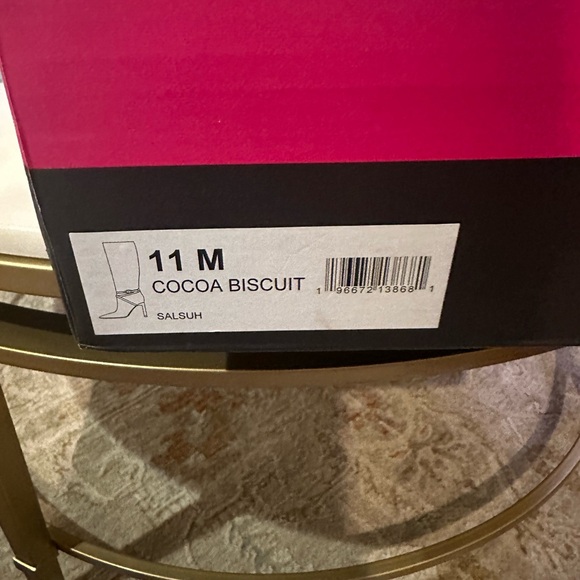 11 M
COCOA BISCUIT
SALSUH
1 96672 13868 1